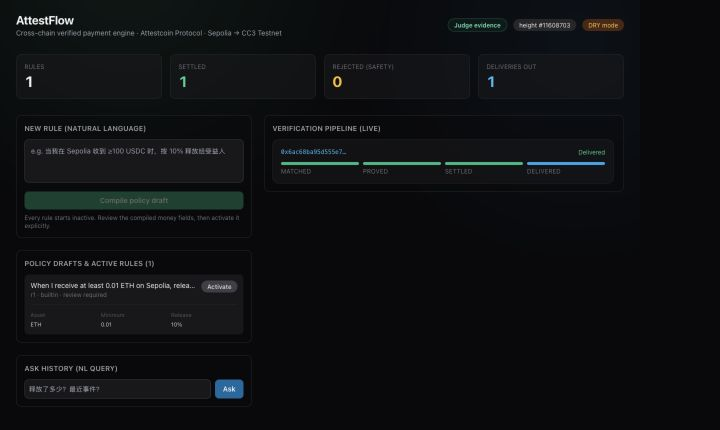 AttestFlow
Cross-chain verified payment engine · Attestcoin Protocol · Sepolia → CC3 Testnet
Judge evidence
height #11608703
DRY mode
RULES
1
SETTLED
1
REJECTED (SAFETY)
0
DELIVERIES OUT
1
NEW RULE (NATURAL LANGUAGE)
e.g. 当我在 Sepolia 收到 ≥100 USDC 时，按 10% 释放给受益人
Compile policy draft
Every rule starts inactive. Review the compiled money fields, then activate it
explicitly.
VERIFICATION PIPELINE (LIVE)
0x6ac68ba95d555e7…
Delivered
MATCHED
PROVED
SETTLED
DELIVERED
POLICY DRAFTS & ACTIVE RULES (1)
When I receive at least 0.01 ETH on Sepolia, relea…
Activate
r1 · builtin · review required
Asset
Minimum
Release
ETH
0.01
10%
ASK HISTORY (NL QUERY)
释放了多少？最近事件？
Ask